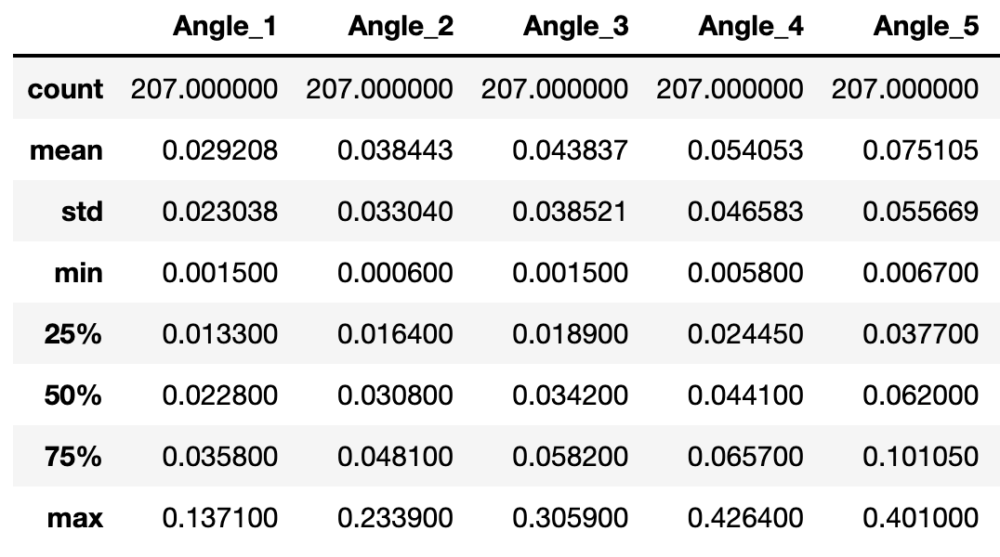 Angle_1 Angle_2 Angle_3 Angle_4 Angle_5
count 207.000000 207.000000 207.000000 207.000000 207.000000
mean 0.029208 0.038443 0.043837 0.054053 0.075105
std 0.023038 0.033040 0.038521 0.046583 0.055669
min 0.001500 0.000600 0.001500 0.005800 0.006700
25% 0.013300 0.016400 0.018900 0.024450 0.037700
50% 0.022800 0.030800 0.034200 0.044100 0.062000
75% 0.035800 0.048100 0.058200 0.065700 0.101050
max 0.137100 0.233900 0.305900 0.426400 0.401000